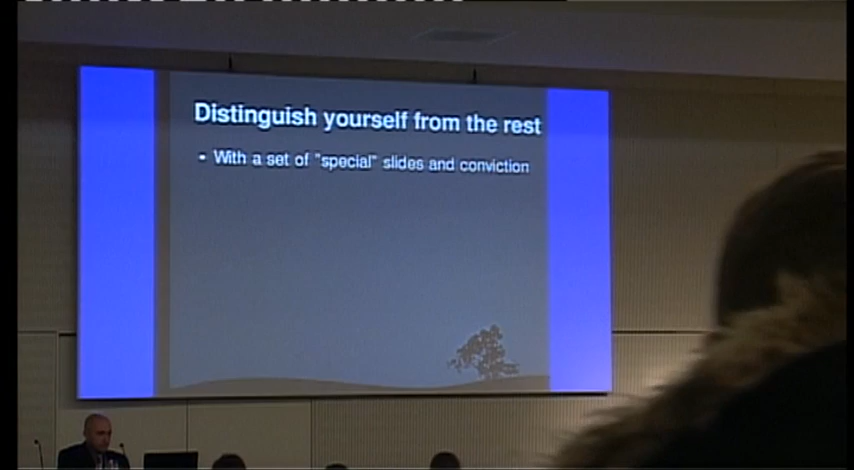 Distinguish yourself from the rest
• With a set of "special" slides and conviction